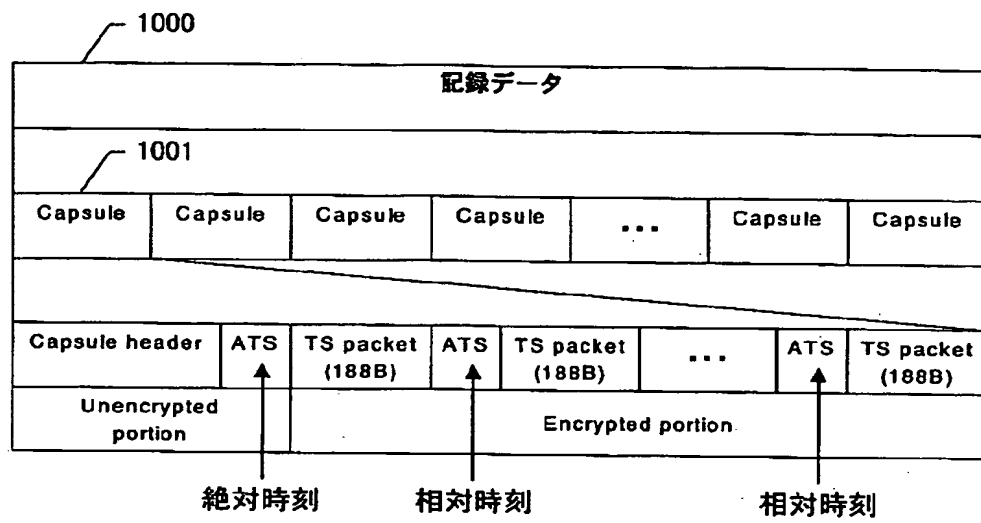 1000
記録データ
1001
Capsule Capsule Capsule Capsule ... Capsule Capsule
Capsule header ATS TS packet (188B) ATS TS packet (188B) ... ATS TS packet (188B)
Unencrypted portion Encrypted portion
絶対時刻 相対時刻 相対時刻